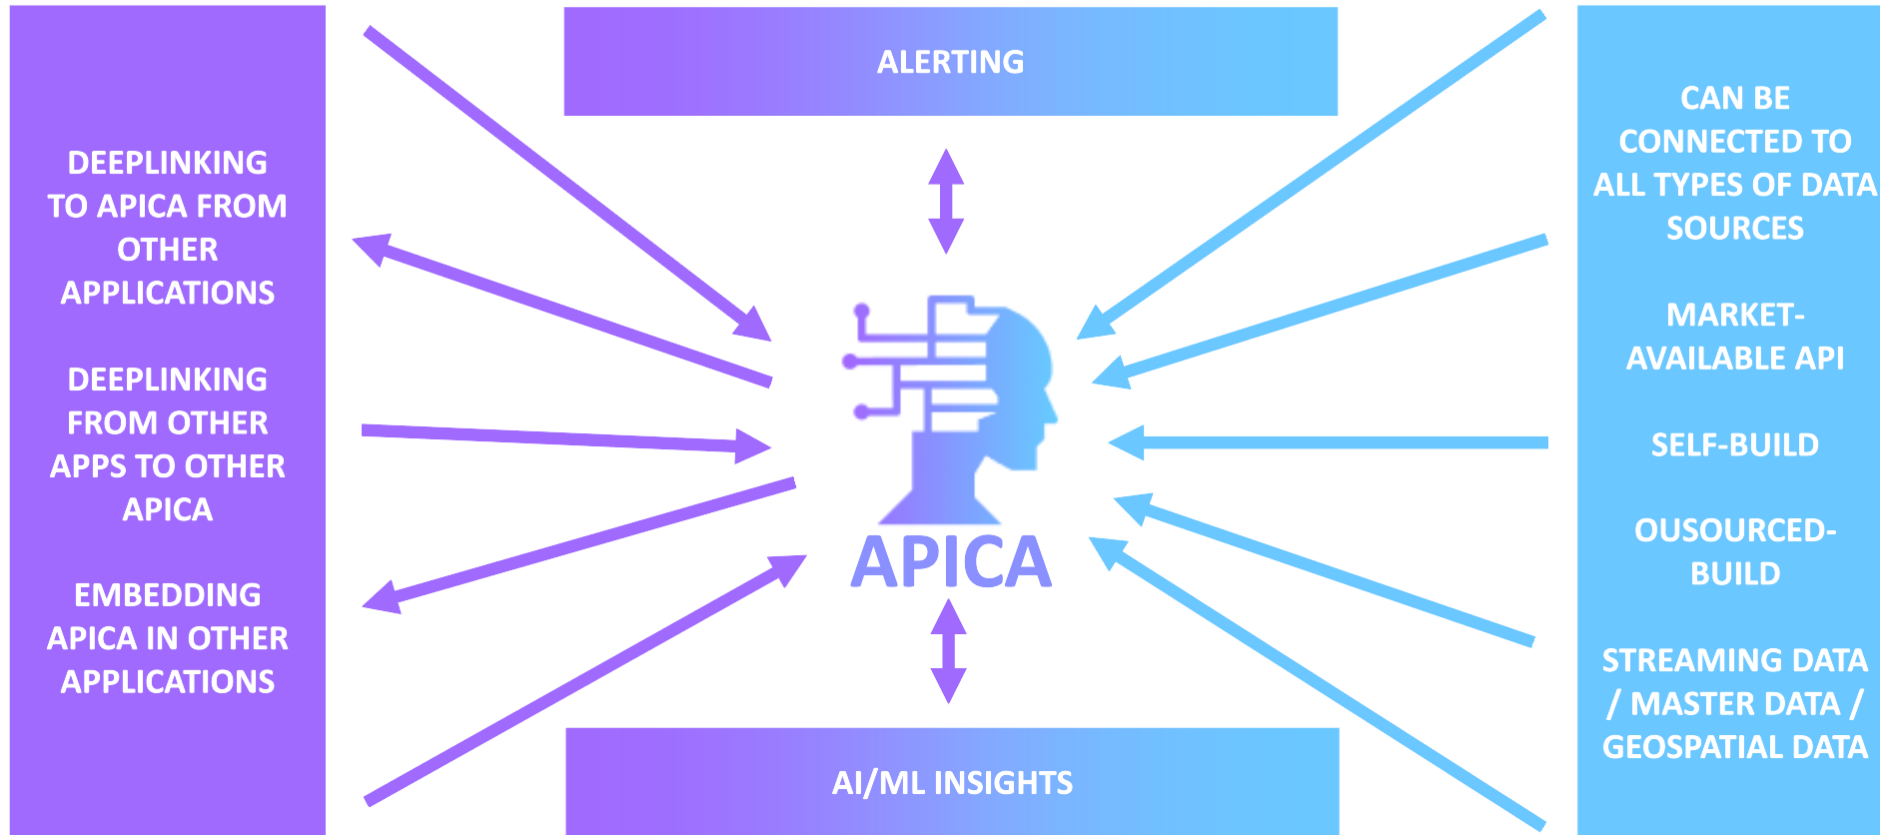 ALERTING
DEEPLINKING
TO APICA FROM
OTHER
APPLICATIONS
DEEPLINKING
FROM OTHER
APPS TO OTHER
APICA
EMBEDDING
APICA IN OTHER
APPLICATIONS
APICA
AI/ML INSIGHTS
CAN BE
CONNECTED TO
ALL TYPES OF DATA
SOURCES
MARKET-
AVAILABLE API
SELF-BUILD
OUSOURCED-
BUILD
STREAMING DATA
/ MASTER DATA /
GEOSPATIAL DATA